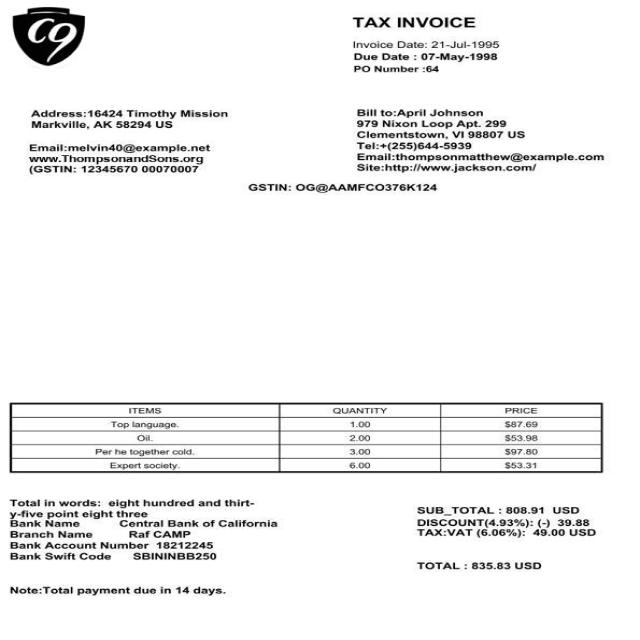 C9
TAX INVOICE
Invoice Date: 21-Jul-1995
Due Date : 07-May-1998
PO Number :64
Address:16424 Timothy Mission
Markville, AK 58294 US
Email:melvin40@example.net
www.ThompsonandSons.org
(GSTIN: 12345670 00070007
Bill to:April Johnson
979 Nixon Loop Apt. 299
Clementstown, VI 98807 US
Tel:+(255)644-5939
Email:thompsonmatthew@example.com
Site:http://www.jackson.com/
GSTIN: OG@AAMFCO376K124
ITEMS QUANTITY PRICE
Top language. 1.00 $87.69
Oil. 2.00 $53.98
Per he together cold. 3.00 $97.80
Expert society. 6.00 $53.31
Total in words: eight hundred and thirt-
y-five point eight three
Bank Name Central Bank of California
Branch Name Raf CAMP
Bank Account Number 18212245
Bank Swift Code SBININBB250
SUB_TOTAL : 808.91 USD
DISCOUNT(4.93%): (-) 39.88
TAX:VAT (6.06%): 49.00 USD
TOTAL : 835.83 USD
Note:Total payment due in 14 days.